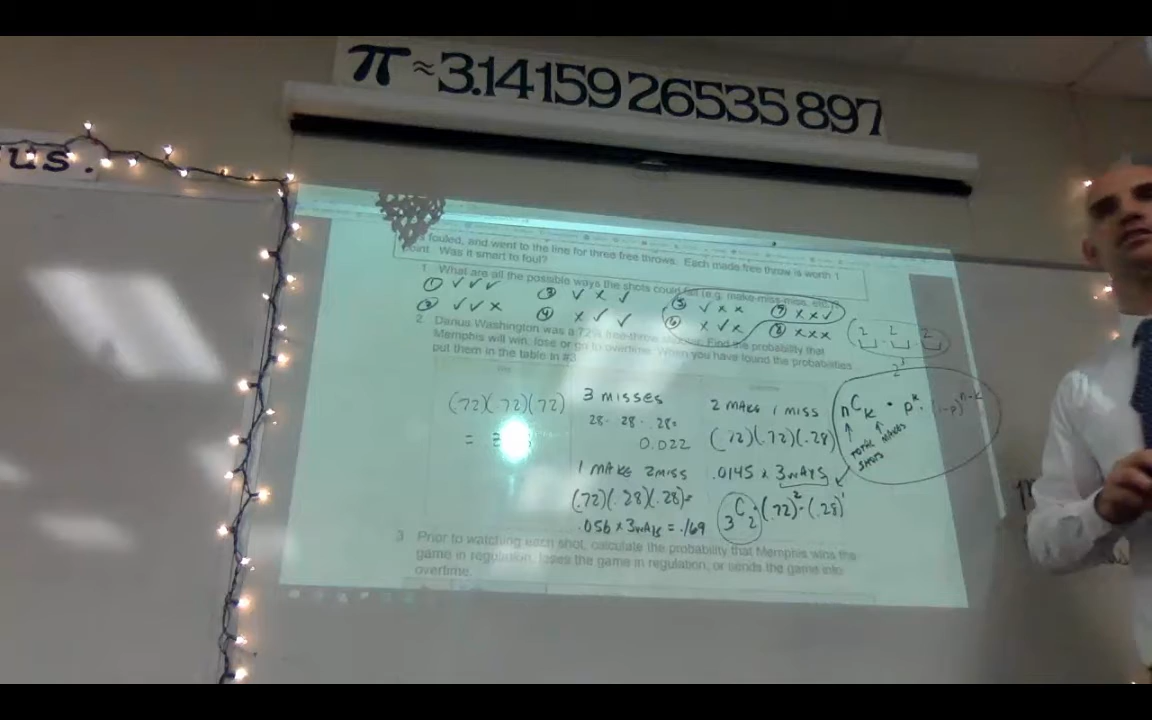 π ≈ 3.14159 26535 897
us.
fouled, and went to the line for three free throws. Each made free throw is worth 1
point. Was it smart to foul?
1. What are all the possible ways the shots could fall (e.g. make-miss-miss, etc.)
① ✓ ✓ ✓ ③ ✓ x ✓ ⑤ ✓ x x ⑦ x x ✓
② ✓ ✓ x ④ x ✓ ✓ ⑥ x ✓ x ⑧ x x x
2 2 2
2³
2. Darius Washington was a 72% free-throw shooter. Find the probability that
Memphis will win, lose or go to overtime. When you have found the probabilities
put them in the table in #3
(.72)(.72)(.72)
=
3 MISSES
.28 · .28 · .28 =
0.022
1 MAKE 2 MISS
(.72)(.28)(.28)=
.056 x 3 WAYS = .169
2 MAKE 1 MISS
(.72)(.72)(.28)
.0145 x 3 WAYS
₃C₂ · (.72)² · (.28)¹
nCk · p^k · (1-p)^n-k
TOTAL SHOTS
MAKES
3. Prior to watching each shot, calculate the probability that Memphis wins the
game in regulation, loses the game in regulation, or sends the game into
overtime.